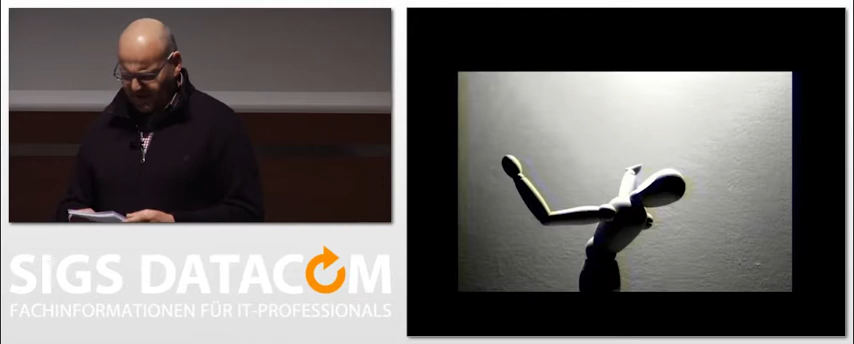 SIGS DATACOM
FACHINFORMATIONEN FÜR IT-PROFESSIONALS